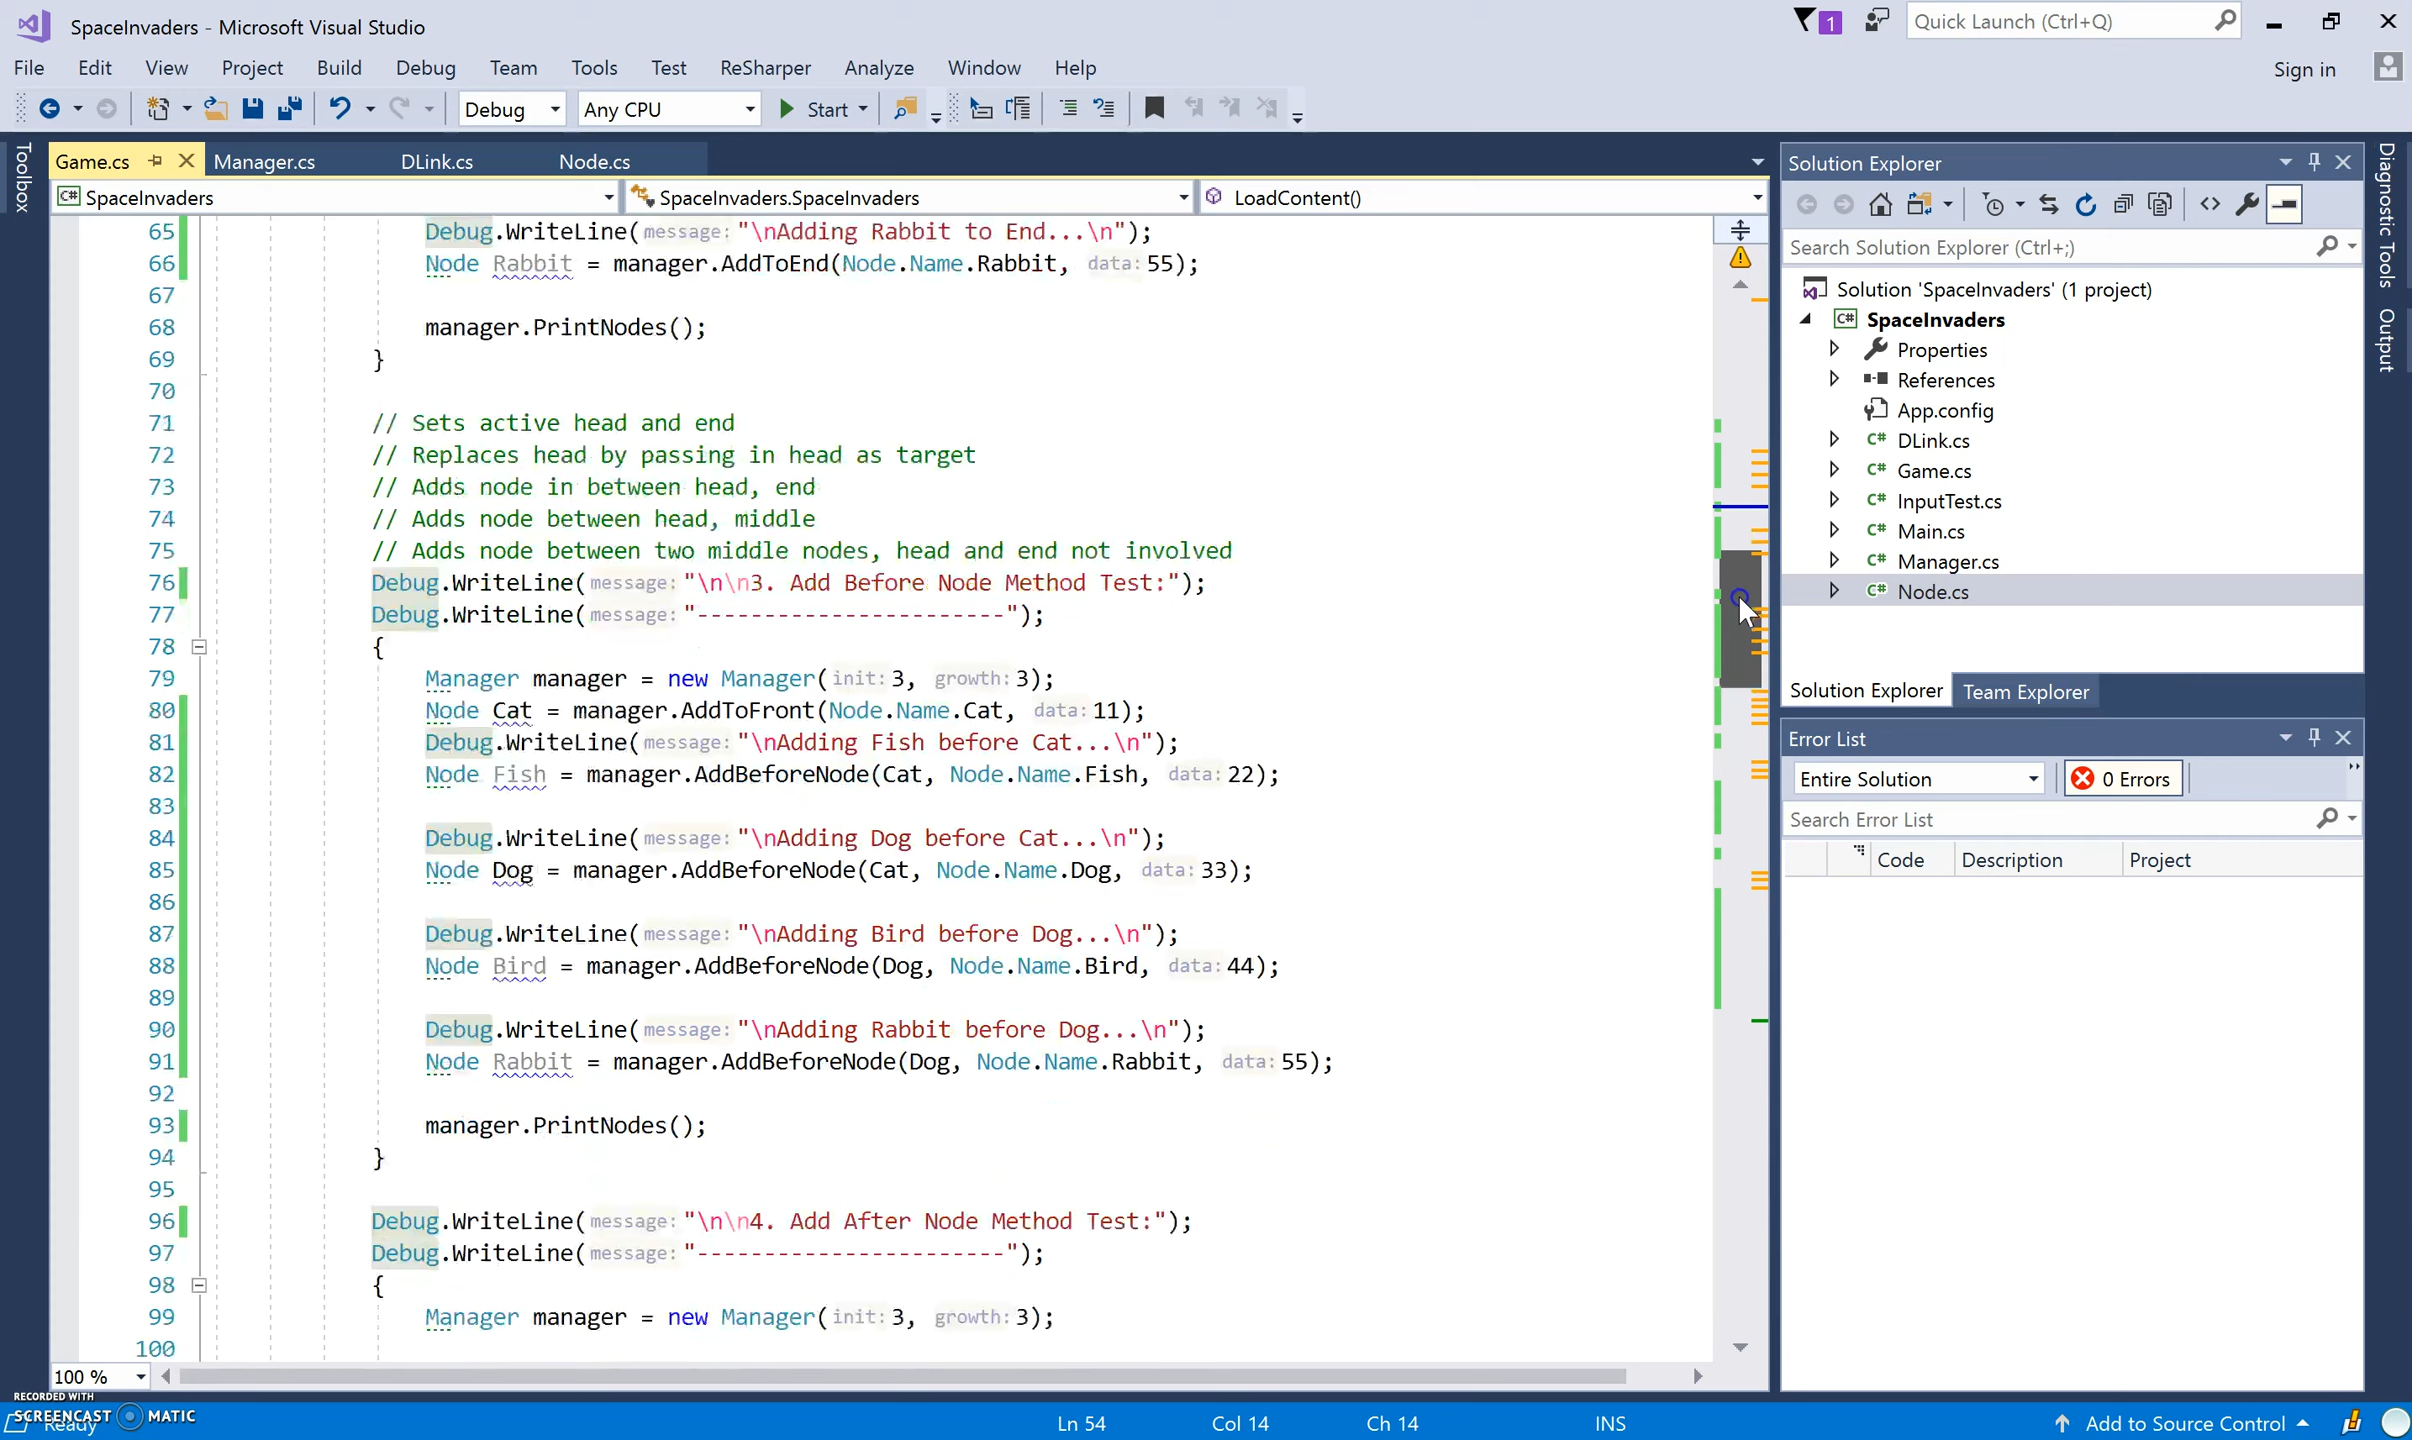 SpaceInvaders - Microsoft Visual Studio
1
Quick Launch (Ctrl+Q)
File Edit View Project Build Debug Team Tools Test ReSharper Analyze Window Help
Sign in
Debug Any CPU Start
Toolbox
Game.cs Manager.cs DLink.cs Node.cs
C# SpaceInvaders SpaceInvaders.SpaceInvaders LoadContent()
65 Debug.WriteLine(message: "\nAdding Rabbit to End...\n");
66 Node Rabbit = manager.AddToEnd(Node.Name.Rabbit, data: 55);
67
68 manager.PrintNodes();
69 }
70
71 // Sets active head and end
72 // Replaces head by passing in head as target
73 // Adds node in between head, end
74 // Adds node between head, middle
75 // Adds node between two middle nodes, head and end not involved
76 Debug.WriteLine(message: "\n\n3. Add Before Node Method Test:");
77 Debug.WriteLine(message: "-----------------------");
78 {
79 Manager manager = new Manager(init: 3, growth: 3);
80 Node Cat = manager.AddToFront(Node.Name.Cat, data: 11);
81 Debug.WriteLine(message: "\nAdding Fish before Cat...\n");
82 Node Fish = manager.AddBeforeNode(Cat, Node.Name.Fish, data: 22);
83
84 Debug.WriteLine(message: "\nAdding Dog before Cat...\n");
85 Node Dog = manager.AddBeforeNode(Cat, Node.Name.Dog, data: 33);
86
87 Debug.WriteLine(message: "\nAdding Bird before Dog...\n");
88 Node Bird = manager.AddBeforeNode(Dog, Node.Name.Bird, data: 44);
89
90 Debug.WriteLine(message: "\nAdding Rabbit before Dog...\n");
91 Node Rabbit = manager.AddBeforeNode(Dog, Node.Name.Rabbit, data: 55);
92
93 manager.PrintNodes();
94 }
95
96 Debug.WriteLine(message: "\n\n4. Add After Node Method Test:");
97 Debug.WriteLine(message: "-----------------------");
98 {
99 Manager manager = new Manager(init: 3, growth: 3);
100
100 %
Solution Explorer
Search Solution Explorer (Ctrl+;)
Solution 'SpaceInvaders' (1 project)
C# SpaceInvaders
Properties
References
App.config
C# DLink.cs
C# Game.cs
C# InputTest.cs
C# Main.cs
C# Manager.cs
C# Node.cs
Solution Explorer Team Explorer
Error List
Entire Solution 0 Errors
Search Error List
Code Description Project
Diagnostic Tools
Output
RECORDED WITH
SCREENCAST MATIC
Ready Ln 54 Col 14 Ch 14 INS Add to Source Control